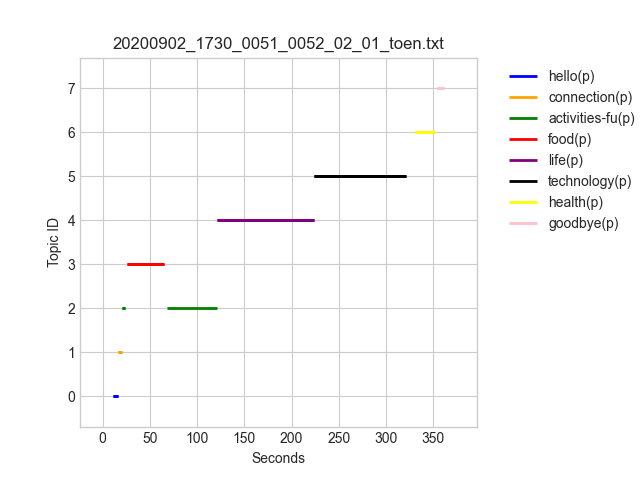 20200902_1730_0051_0052_02_01_toen.txt
7
6
5
4
3
2
1
0
Topic ID
0 50 100 150 200 250 300 350
Seconds
hello(p)
connection(p)
activities-fu(p)
food(p)
life(p)
technology(p)
health(p)
goodbye(p)